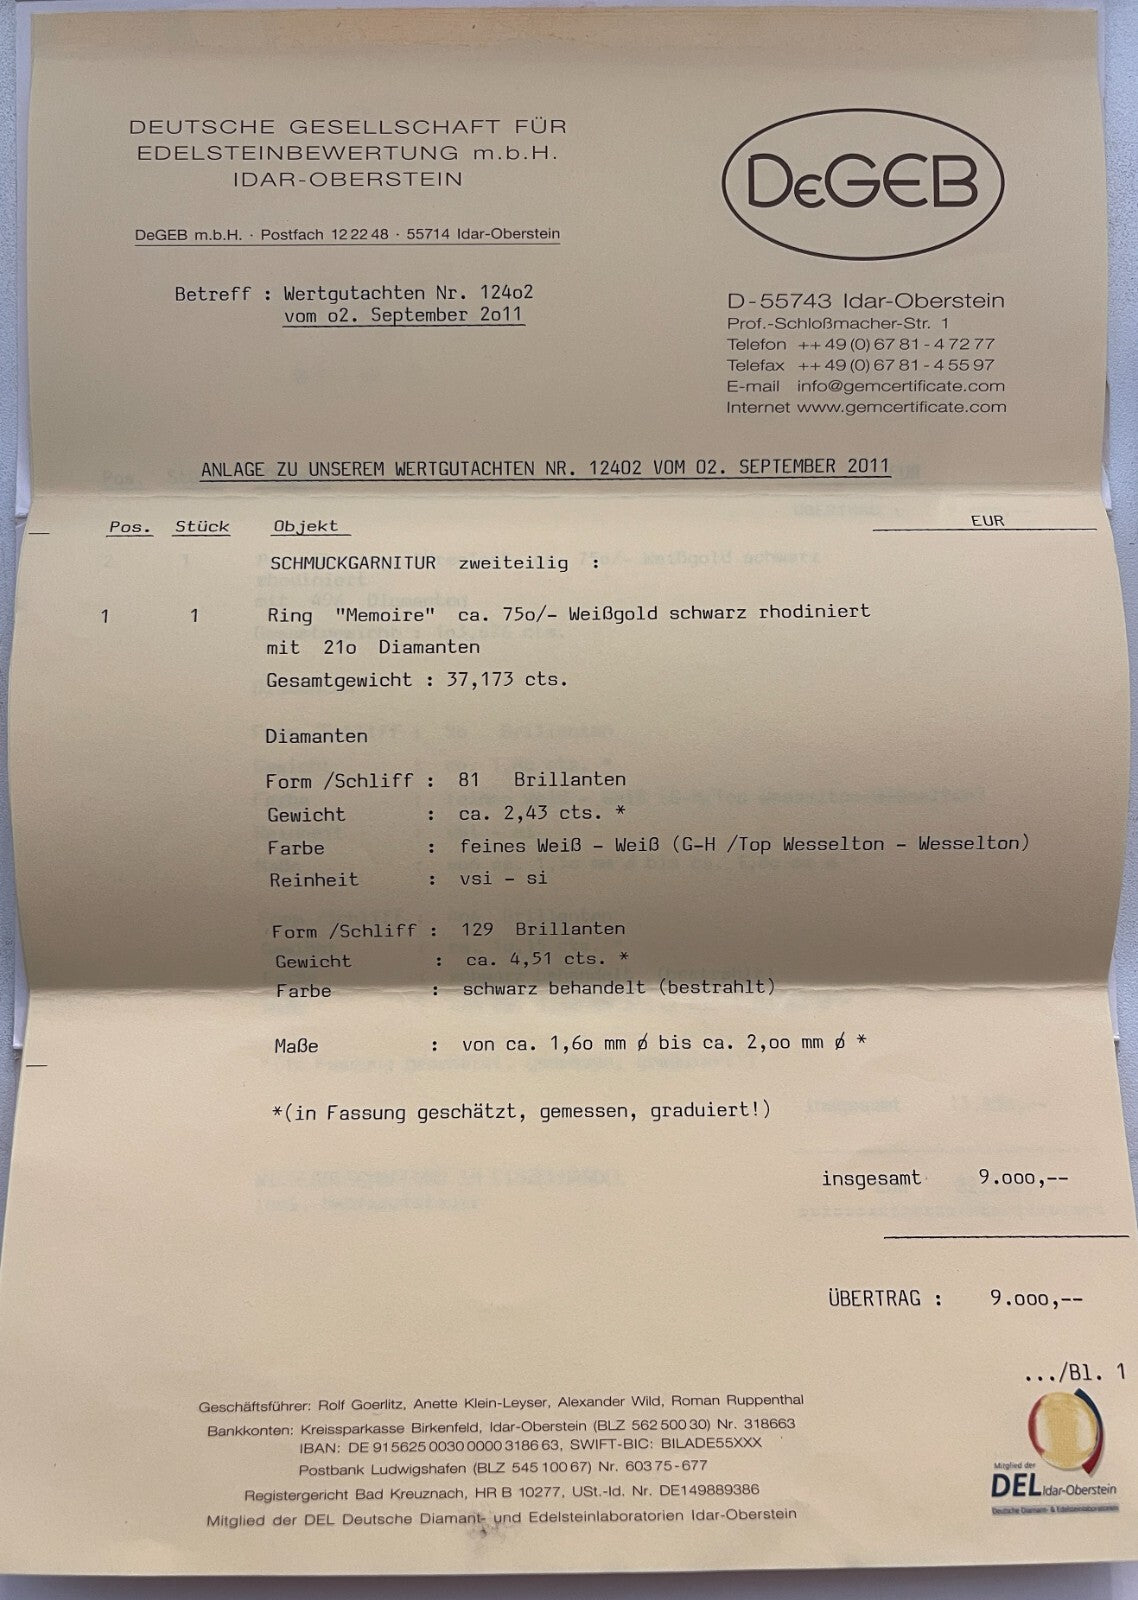 DEUTSCHE GESELLSCHAFT FÜR
EDELSTEINBEWERTUNG m.b.H.
IDAR-OBERSTEIN
DeGEB
DeGEB m.b.H. · Postfach 12 22 48 · 55714 Idar-Oberstein
Betreff : Wertgutachten Nr. 124o2
vom o2. September 2o11
D-55743 Idar-Oberstein
Prof.-Schloßmacher-Str. 1
Telefon ++ 49 (0) 67 81 - 4 72 77
Telefax ++ 49 (0) 67 81 - 4 55 97
E-mail info@gemcertificate.com
Internet www.gemcertificate.com
ANLAGE ZU UNSEREM WERTGUTACHTEN NR. 12402 VOM 02. SEPTEMBER 2011
Pos. Stück Objekt EUR
SCHMUCKGARNITUR zweiteilig :
1 1 Ring "Memoire" ca. 75o/- Weißgold schwarz rhodiniert
mit 21o Diamanten
Gesamtgewicht : 37,173 cts.
Diamanten
Form /Schliff : 81 Brillanten
Gewicht : ca. 2,43 cts. *
Farbe : feines Weiß - Weiß (G-H /Top Wesselton - Wesselton)
Reinheit : vsi - si
Form /Schliff : 129 Brillanten
Gewicht : ca. 4,51 cts. *
Farbe : schwarz behandelt (bestrahlt)
Maße : von ca. 1,6o mm ø bis ca. 2,oo mm ø *
*(in Fassung geschätzt, gemessen, graduiert!)
insgesamt 9.ooo,--
ÜBERTRAG : 9.ooo,--
.../Bl. 1
Geschäftsführer: Rolf Goerlitz, Anette Klein-Leyser, Alexander Wild, Roman Ruppenthal
Bankkonten: Kreissparkasse Birkenfeld, Idar-Oberstein (BLZ 562 500 30) Nr. 318663
IBAN: DE 91 5625 0030 0000 3186 63, SWIFT-BIC: BILADE55XXX
Postbank Ludwigshafen (BLZ 545 100 67) Nr. 603 75-677
Registergericht Bad Kreuznach, HR B 10277, USt.-Id. Nr. DE149889386
Mitglied der DEL Deutsche Diamant- und Edelsteinlaboratorien Idar-Oberstein
Mitglied der
DEL Idar-Oberstein
Deutsche Diamant- & Edelsteinlaboratorien